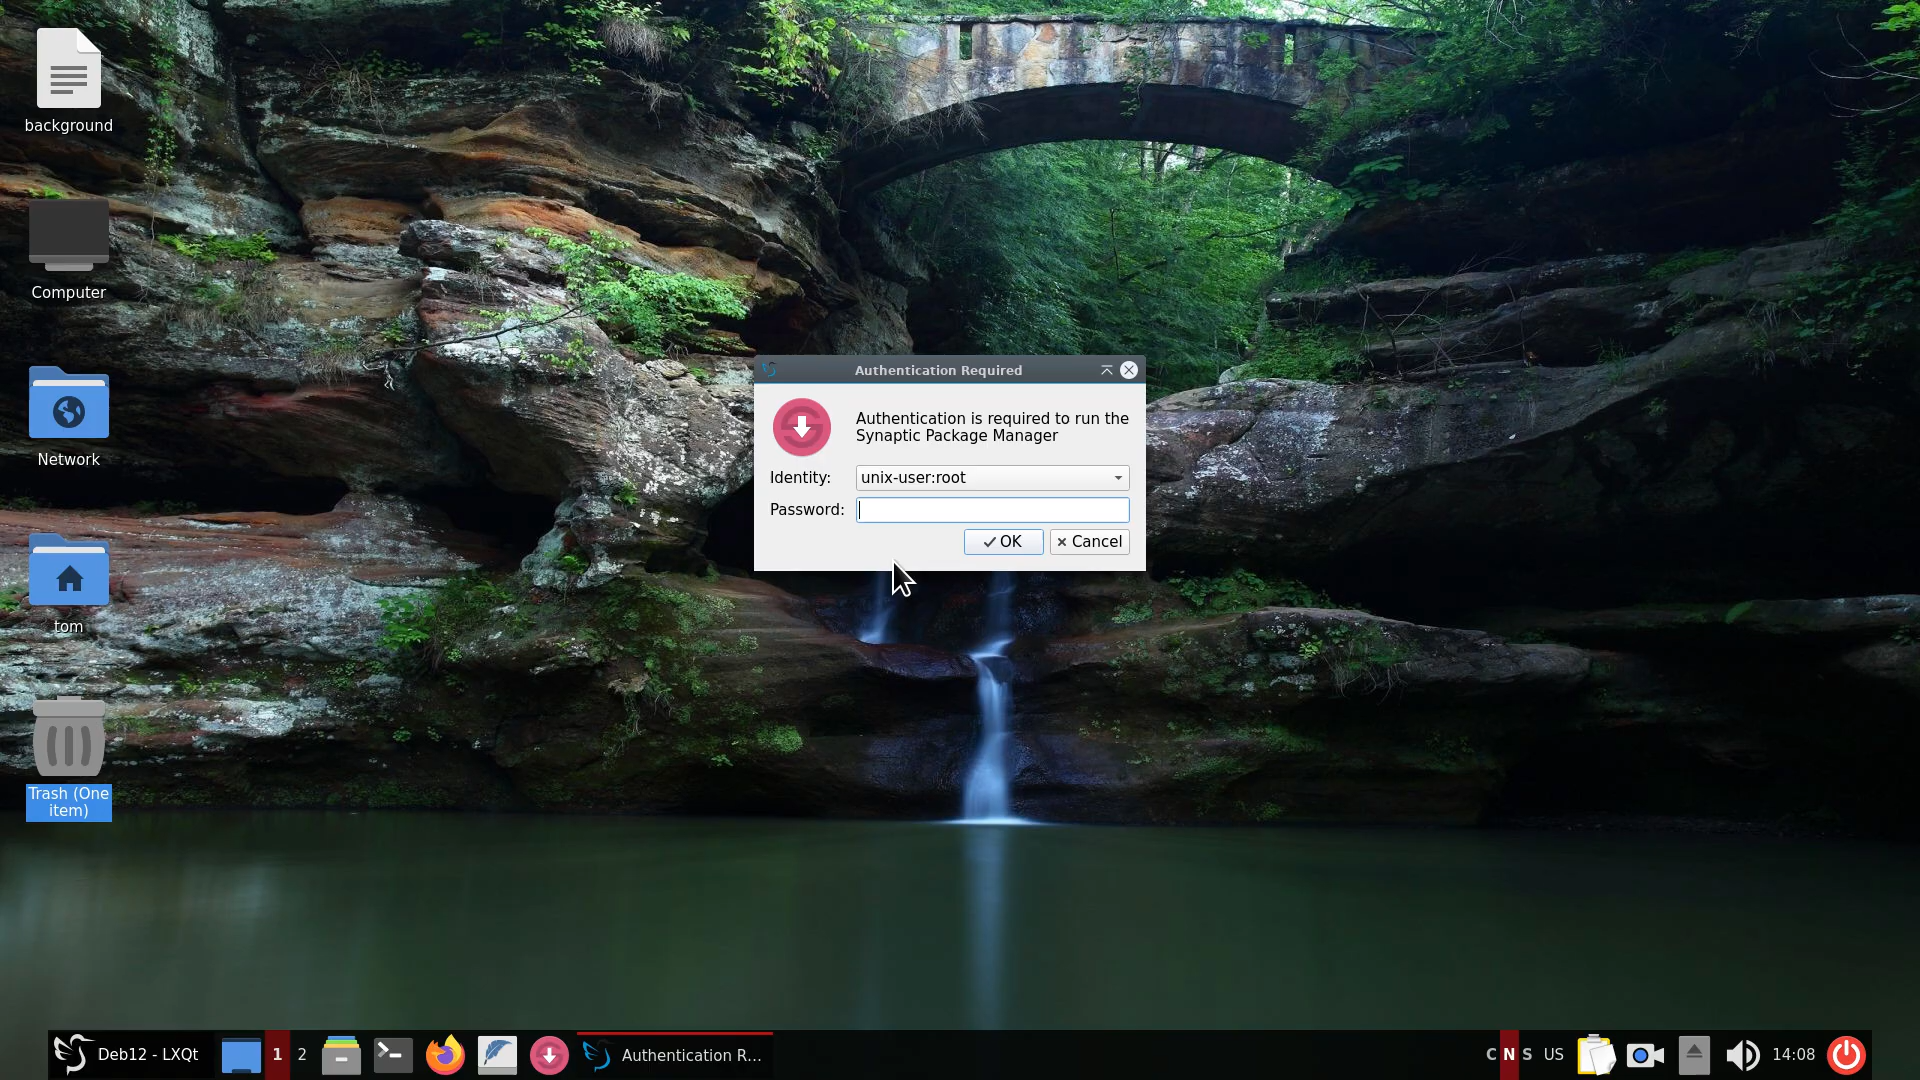 background
Computer
Network
tom
Trash (One
item)
Authentication Required
Authentication is required to run the
Synaptic Package Manager
Identity:
unix-user:root
Password:
OK
Cancel
Deb12 - LXQt
1
2
Authentication R...
C N S
US
14:08